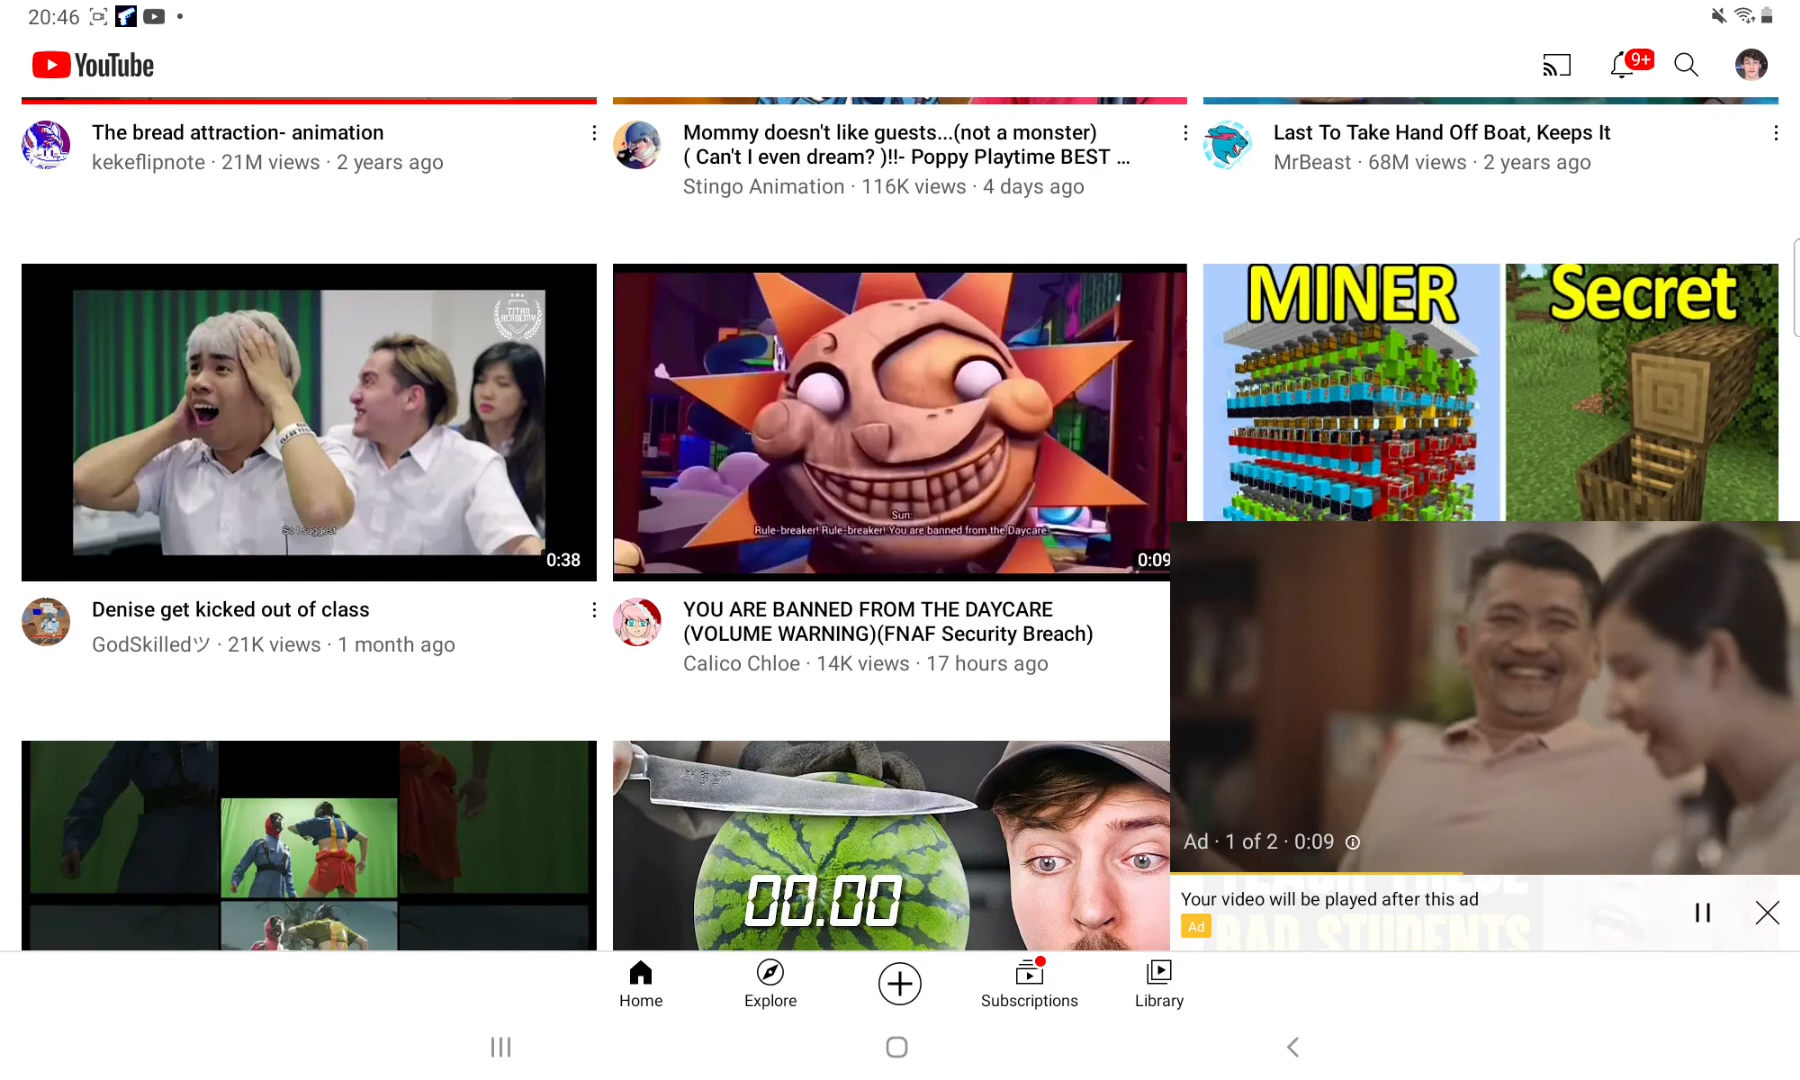 20:46
YouTube
9+
The bread attraction- animation
kekeflipnote · 21M views · 2 years ago
Mommy doesn't like guests...(not a monster)
( Can't I even dream? )!!- Poppy Playtime BEST ...
Stingo Animation · 116K views · 4 days ago
Last To Take Hand Off Boat, Keeps It
MrBeast · 68M views · 2 years ago
TITAN
ACADEMY
So I suggest
0:38
Sun:
Rule-breaker! Rule-breaker! You are banned from the Daycare.
0:09
MINER
Secret
Denise get kicked out of class
GodSkilledツ · 21K views · 1 month ago
YOU ARE BANNED FROM THE DAYCARE
(VOLUME WARNING)(FNAF Security Breach)
Calico Chloe · 14K views · 17 hours ago
00.00
Ad · 1 of 2 · 0:09
Your video will be played after this ad
Ad
BAD STUDENTS
Home
Explore
Subscriptions
Library